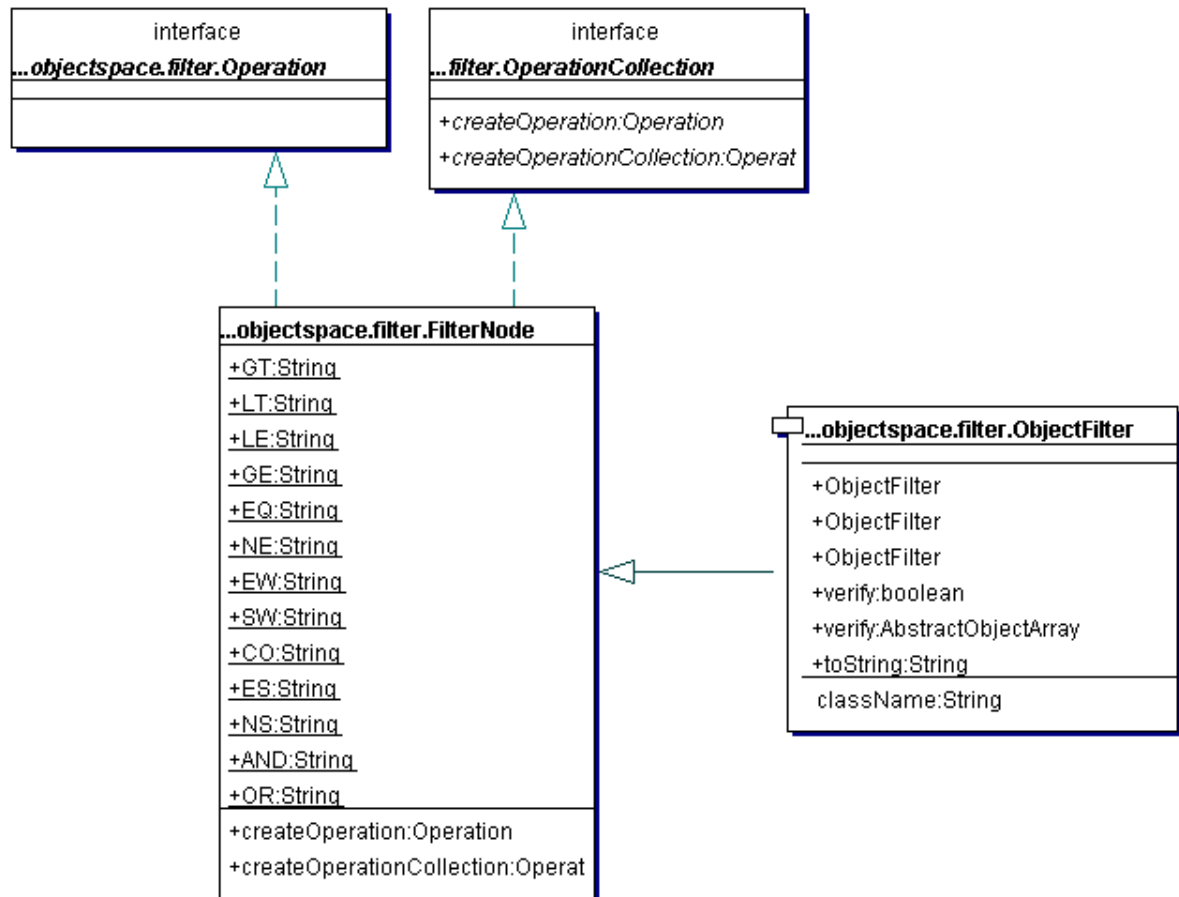 interface
...objectspace.filter.Operation
interface
...filter.OperationCollection
+createOperation:Operation
+createOperationCollection:Operat
...objectspace.filter.FilterNode
+GT:String
+LT:String
+LE:String
+GE:String
+EQ:String
+NE:String
+EW:String
+SW:String
+CO:String
+ES:String
+NS:String
+AND:String
+OR:String
+createOperation:Operation
+createOperationCollection:Operat
...objectspace.filter.ObjectFilter
+ObjectFilter
+ObjectFilter
+ObjectFilter
+verify:boolean
+verify:AbstractObjectArray
+toString:String
className:String